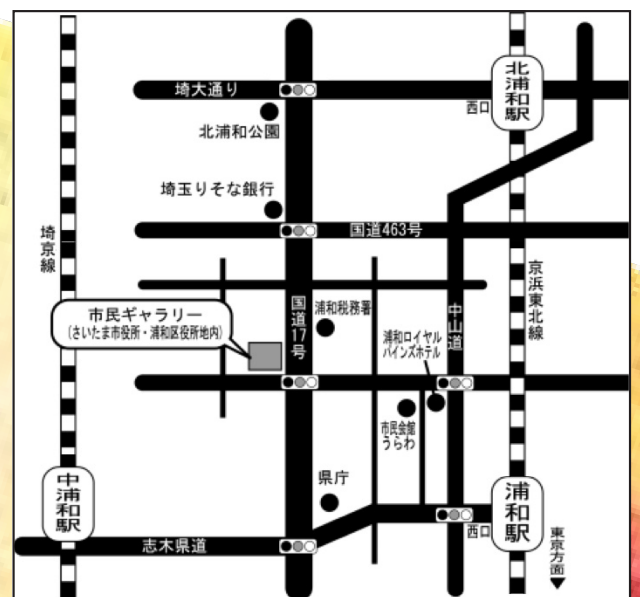 埼大通り
北浦和駅
西口
北浦和公園
埼玉りそな銀行
国道463号
埼京線
京浜東北線
市民ギャラリー
(さいたま市役所・浦和区役所地内)
国道17号
浦和税務署
中山道
浦和ロイヤル
パインズホテル
市民会館
うらわ
県庁
中浦和駅
浦和駅
西口
志木県道
東京方面